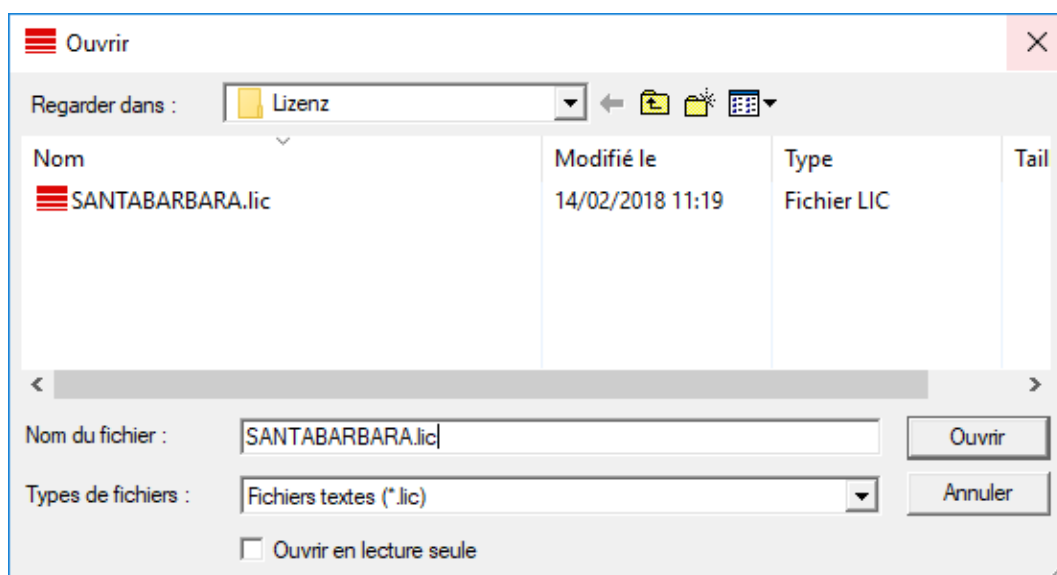 Ouvrir
Regarder dans : Lizenz
Nom Modifié le Type Tail
SANTABARBARA.lic 14/02/2018 11:19 Fichier LIC
Nom du fichier : SANTABARBARA.lic Ouvrir
Types de fichiers : Fichiers textes (*.lic) Annuler
Ouvrir en lecture seule